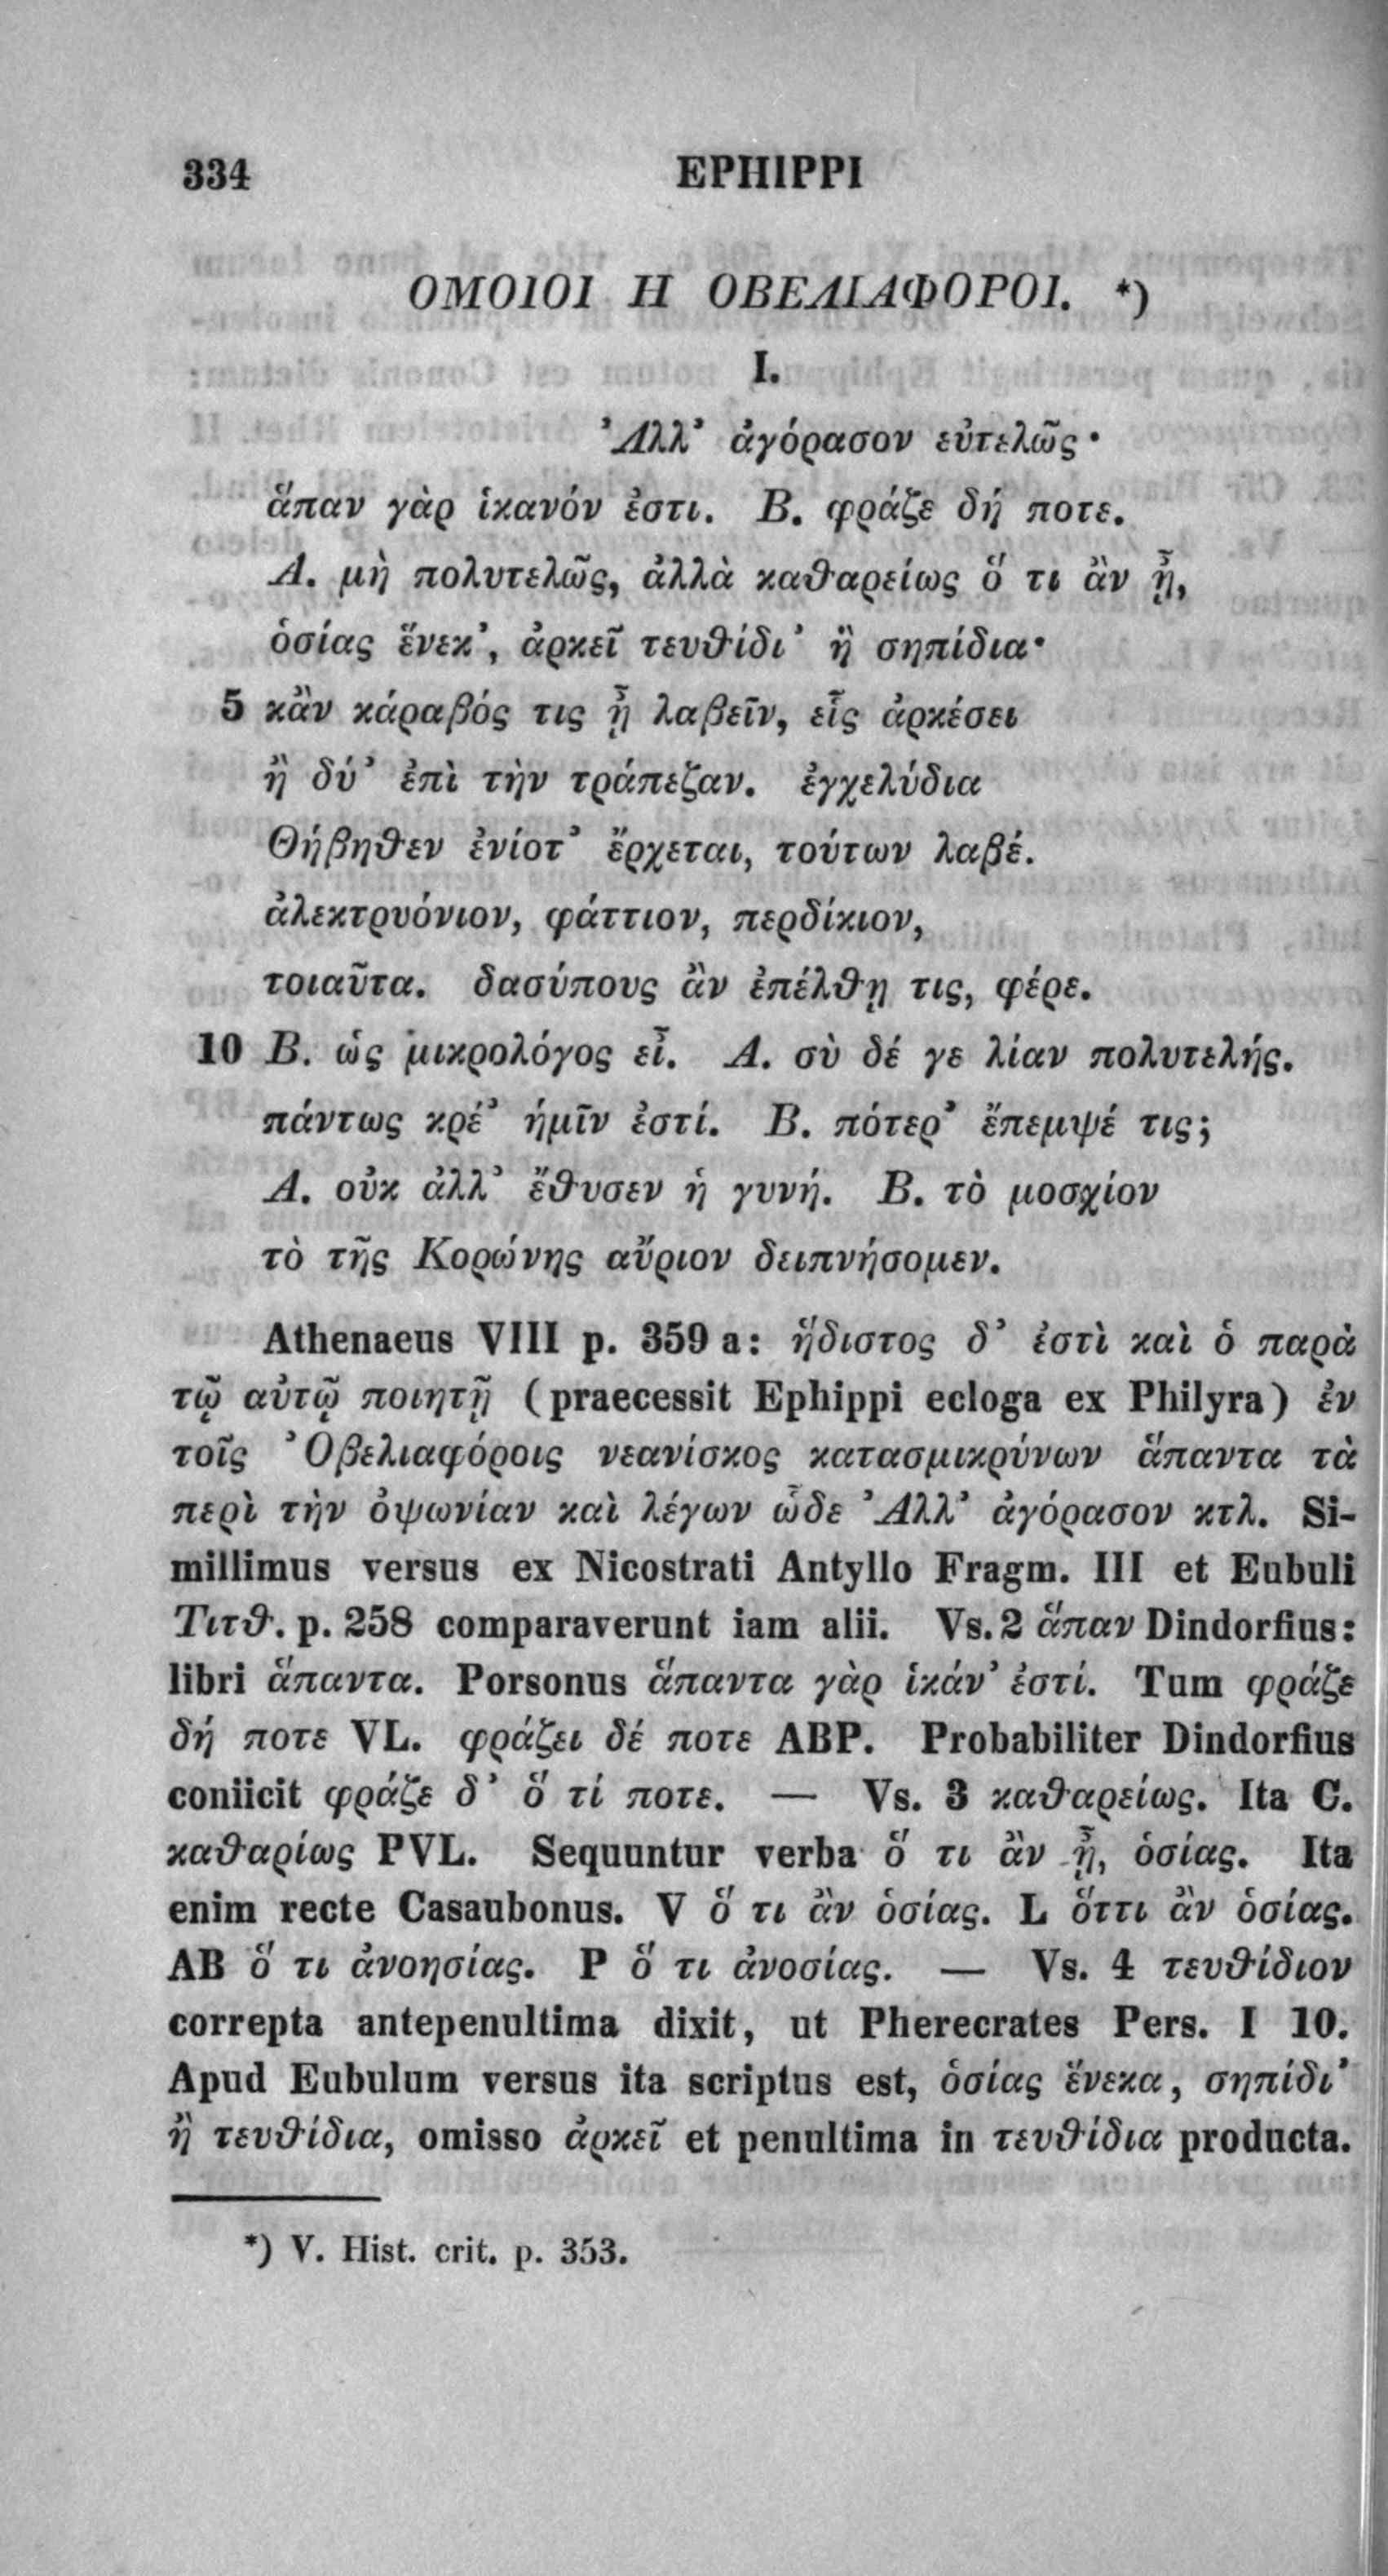 334 EPHIPPI
ΟΜΟΙΟΙ Η ΟΒΕΛΙΑΦΟΡΟΙ. *)
I.
Ἀλλ’ ἀγόρασον εὐτελῶς·
ἅπαν γὰρ ἱκανόν ἐστι. Β. φράζε δή ποτε.
Α. μὴ πολυτελῶς, ἀλλὰ καθαρείως ὅ τι ἂν ᾖ,
ὁσίας ἕνεκ’, ἀρκεῖ τευθίδι’ ἢ σηπίδια·
5 κἂν κάραβός τις ᾖ λαβεῖν, εἷς ἀρκέσει
ἢ δύ’ ἐπὶ τὴν τράπεζαν. ἐγχελύδια
Θήβηθεν ἐνίοτ’ ἔρχεται, τούτων λαβέ.
ἀλεκτρυόνιον, φάττιον, περδίκιον,
τοιαῦτα. δασύπους ἂν ἐπέλθῃ τις, φέρε.
10 Β. ὡς μικρολόγος εἶ. Α. σὺ δέ γε λίαν πολυτελής.
πάντως κρέ’ ἡμῖν ἐστί. Β. πότερ’ ἔπεμψέ τις;
Α. οὐκ ἀλλ’ ἔθυσεν ἡ γυνή. Β. τὸ μοσχίον
τὸ τῆς Κορώνης αὔριον δειπνήσομεν.
Athenaeus VIII p. 359 a: ἥδιστος δ’ ἐστὶ καὶ ὁ παρὰ
τῷ αὐτῷ ποιητῇ (praecessit Ephippi ecloga ex Philyra) ἐν
τοῖς Ὀβελιαφόροις νεανίσκος κατασμικρύνων ἅπαντα τὰ
περὶ τὴν ὀψωνίαν καὶ λέγων ὧδε Ἀλλ’ ἀγόρασον κτλ. Si-
millimus versus ex Nicostrati Antyllo Fragm. III et Eubuli
Τιτθ. p. 258 comparaverunt iam alii. Vs. 2 ἅπαν Dindorfius:
libri ἅπαντα. Porsonus ἅπαντα γὰρ ἱκάν’ ἐστί. Tum φράζε
δή ποτε VL. φράζει δέ ποτε ABP. Probabiliter Dindorfius
coniicit φράζε δ’ ὅ τί ποτε. — Vs. 3 καθαρείως. Ita C.
καθαρίως PVL. Sequuntur verba ὅ τι ἂν ᾖ, ὁσίας. Ita
enim recte Casaubonus. V ὅ τι ἂν ὁσίας. L ὅττι ἂν ὁσίας.
AB ὅ τι ἀνοησίας. P ὅ τι ἀνοσίας. — Vs. 4 τευθίδιον
correpta antepenultima dixit, ut Pherecrates Pers. I 10.
Apud Eubulum versus ita scriptus est, ὁσίας ἕνεκα, σηπίδι’
ἢ τευθίδια, omisso ἀρκεῖ et penultima in τευθίδια producta.
*) V. Hist. crit. p. 353.